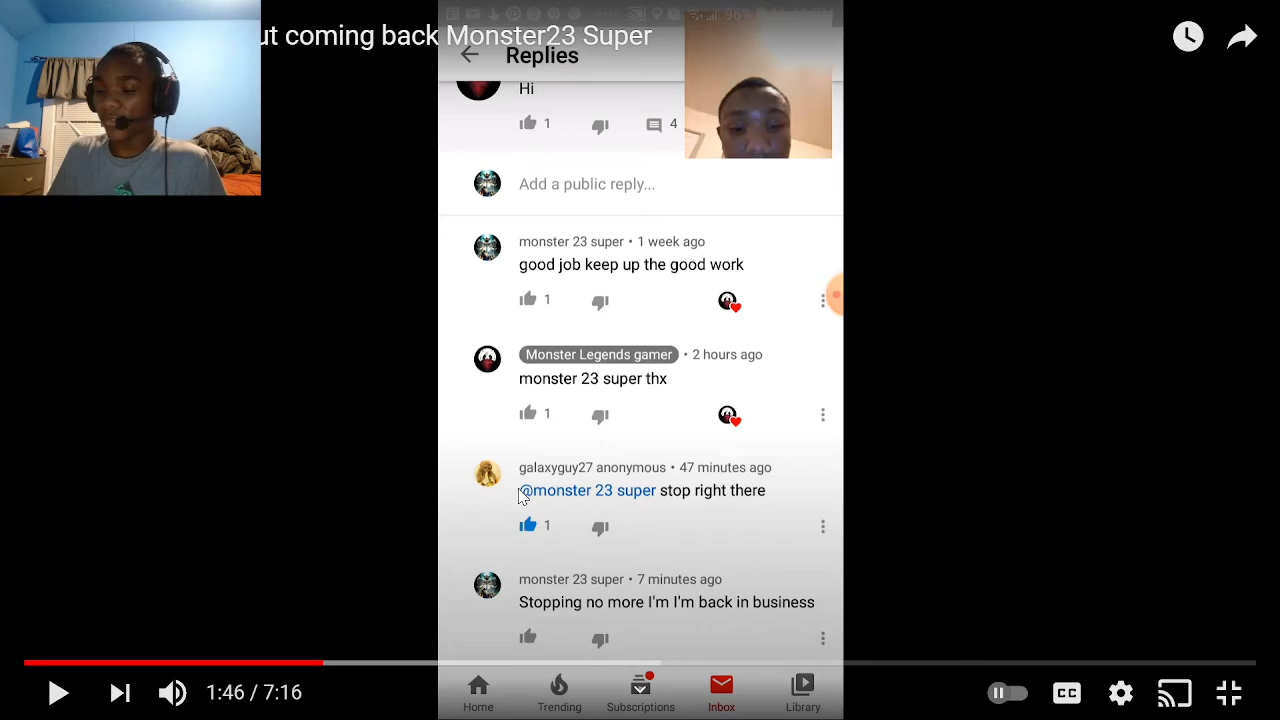 ut coming back Monster23 Super
96%
Replies
Hi
1
4
Add a public reply...
monster 23 super • 1 week ago
good job keep up the good work
1
Monster Legends gamer • 2 hours ago
monster 23 super thx
1
galaxyguy27 anonymous • 47 minutes ago
@monster 23 super stop right there
1
monster 23 super • 7 minutes ago
Stopping no more I'm I'm back in business
Home
Trending
Subscriptions
Inbox
Library
1:46 / 7:16
CC